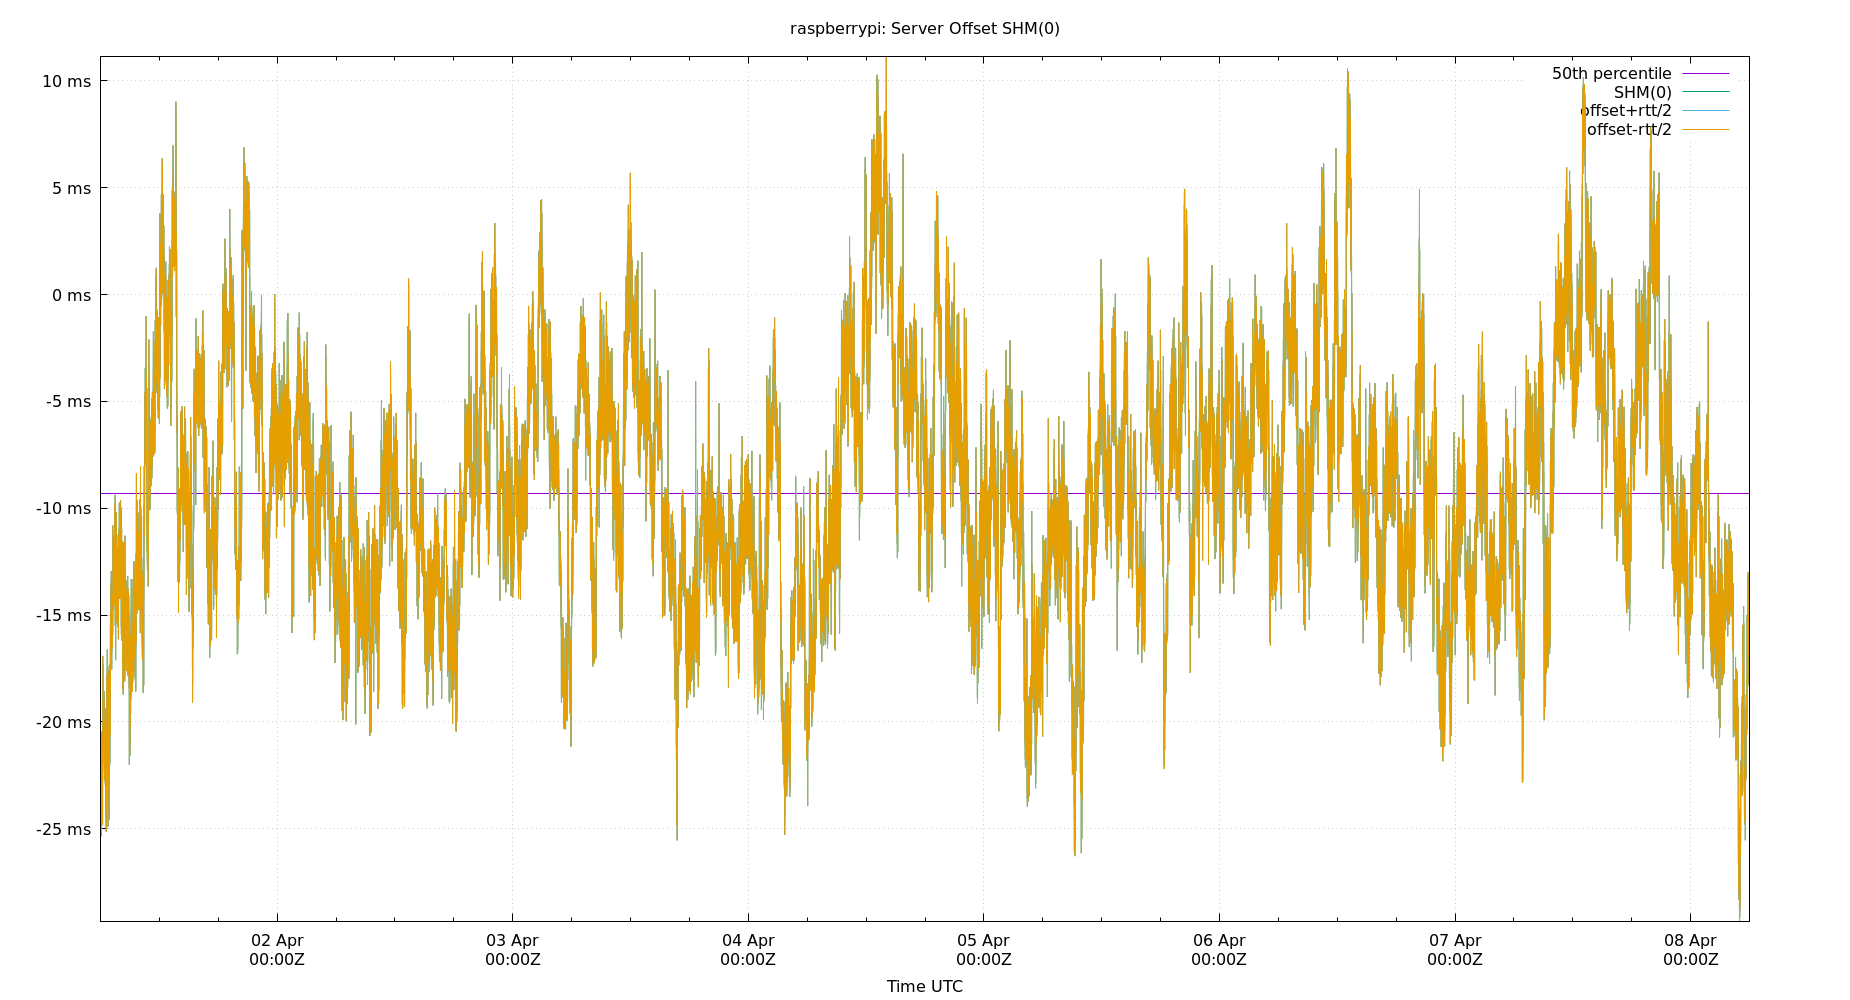 raspberrypi: Server Offset SHM(0)
10 ms
5 ms
0 ms
-5 ms
-10 ms
-15 ms
-20 ms
-25 ms
50th percentile
SHM(0)
offset+rtt/2
offset-rtt/2
02 Apr
00:00Z
03 Apr
00:00Z
04 Apr
00:00Z
05 Apr
00:00Z
06 Apr
00:00Z
07 Apr
00:00Z
08 Apr
00:00Z
Time UTC